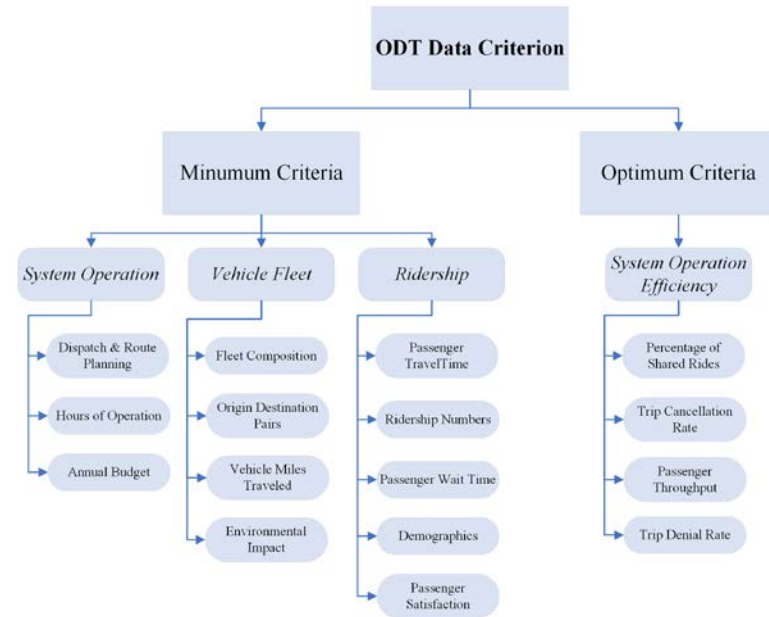 ODT Data Criterion
Minumum Criteria
Optimum Criteria
System Operation
Vehicle Fleet
Ridership
System Operation
Efficiency
Dispatch & Route
Planning
Hours of Operation
Annual Budget
Fleet Composition
Origin Destination
Pairs
Vehicle Miles
Traveled
Environmental
Impact
Passenger
TravelTime
Ridership Numbers
Passenger Wait Time
Demographics
Passenger
Satisfaction
Percentage of
Shared Rides
Trip Cancellation
Rate
Passenger
Throughput
Trip Denial Rate